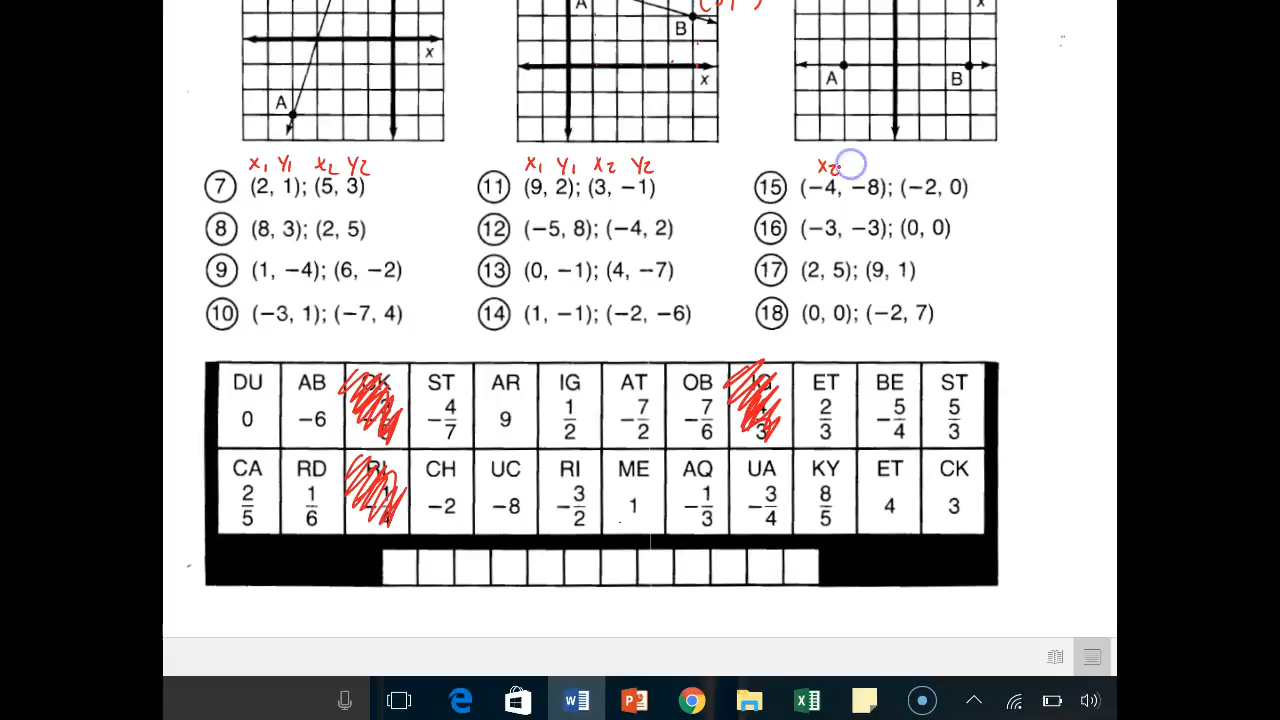 x
A
B
x
x
A
B
A
x₁ y₁ x₂ y₂
x₁ y₁ x₂ y₂
x₂
7 (2, 1); (5, 3)
11 (9, 2); (3, −1)
15 (−4, −8); (−2, 0)
8 (8, 3); (2, 5)
12 (−5, 8); (−4, 2)
16 (−3, −3); (0, 0)
9 (1, −4); (6, −2)
13 (0, −1); (4, −7)
17 (2, 5); (9, 1)
10 (−3, 1); (−7, 4)
14 (1, −1); (−2, −6)
18 (0, 0); (−2, 7)
DU AB ST AR IG AT OB ET BE ST
0 −6 −4/7 9 1/2 −7/2 −7/6 2/3 −5/4 5/3
CA RD CH UC RI ME AQ UA KY ET CK
2/5 1/6 −2 −8 −3/2 1 −1/3 −3/4 8/5 4 3